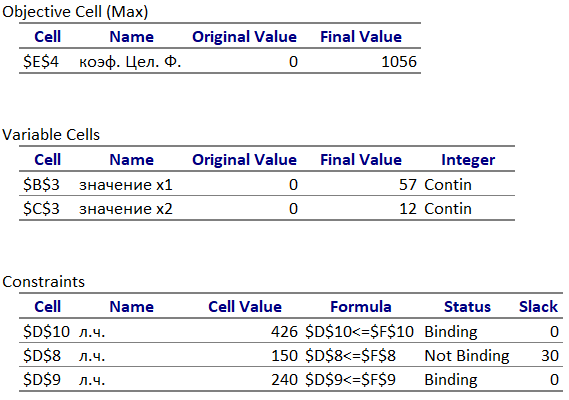 Objective Cell (Max)
Cell Name Original Value Final Value
$E$4 коэф. Цел. Ф. 0 1056
Variable Cells
Cell Name Original Value Final Value Integer
$B$3 значение x1 0 57 Contin
$C$3 значение x2 0 12 Contin
Constraints
Cell Name Cell Value Formula Status Slack
$D$10 л.ч. 426 $D$10<=$F$10 Binding 0
$D$8 л.ч. 150 $D$8<=$F$8 Not Binding 30
$D$9 л.ч. 240 $D$9<=$F$9 Binding 0